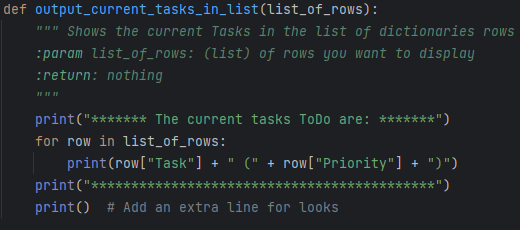 def output_current_tasks_in_list(list_of_rows):
    """ Shows the current Tasks in the list of dictionaries rows
    :param list_of_rows: (list) of rows you want to display
    :return: nothing
    """
    print("******* The current tasks ToDo are: *******")
    for row in list_of_rows:
        print(row["Task"] + " (" + row["Priority"] + ")")
    print("*******************************************")
    print()  # Add an extra line for looks